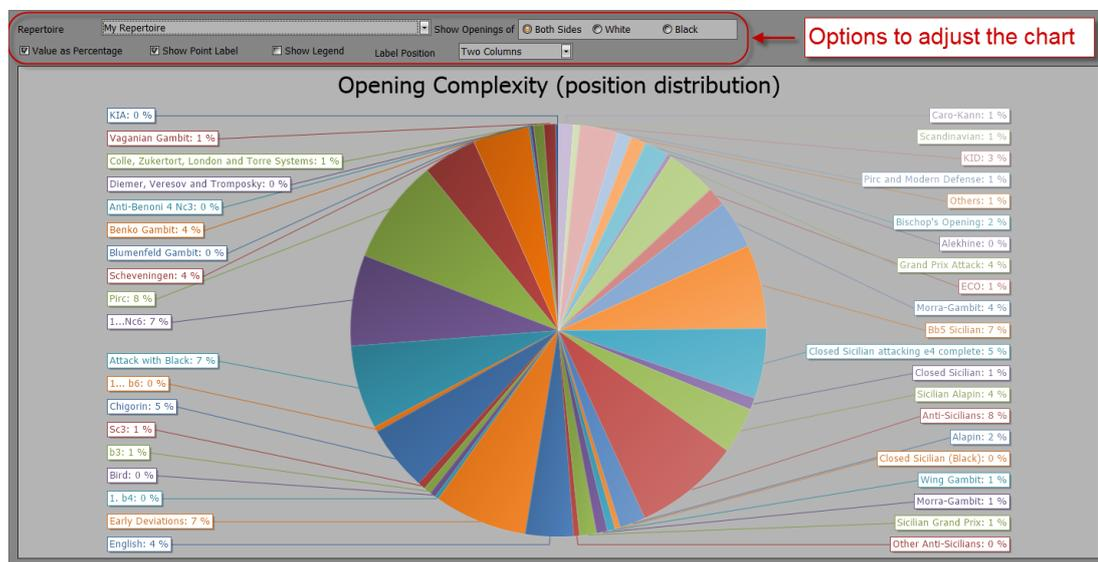 Repertoire My Repertoire Show Openings of Both Sides White Black
Value as Percentage Show Point Label Show Legend Label Position Two Columns
Options to adjust the chart
Opening Complexity (position distribution)
KIA: 0 %
Vaganian Gambit: 1 %
Colle, Zukertort, London and Torre Systems: 1 %
Diemer, Veresov and Tromposky: 0 %
Anti-Benoni 4 Nc3: 0 %
Benko Gambit: 4 %
Blumenfeld Gambit: 0 %
Scheveningen: 4 %
Pirc: 8 %
1...Nc6: 7 %
Attack with Black: 7 %
1... b6: 0 %
Chigorin: 5 %
Sc3: 1 %
b3: 1 %
Bird: 0 %
1. b4: 0 %
Early Deviations: 7 %
English: 4 %
Caro-Kann: 1 %
Scandinavian: 1 %
KID: 3 %
Pirc and Modern Defense: 1 %
Others: 1 %
Bischop's Opening: 2 %
Alekhine: 0 %
Grand Prix Attack: 4 %
ECO: 1 %
Morra-Gambit: 4 %
Bb5 Sicilian: 7 %
Closed Sicilian attacking e4 complete: 5 %
Closed Sicilian: 1 %
Sicilian Alapin: 4 %
Anti-Sicilians: 8 %
Alapin: 2 %
Closed Sicilian (Black): 0 %
Wing Gambit: 1 %
Morra-Gambit: 1 %
Sicilian Grand Prix: 1 %
Other Anti-Sicilians: 0 %